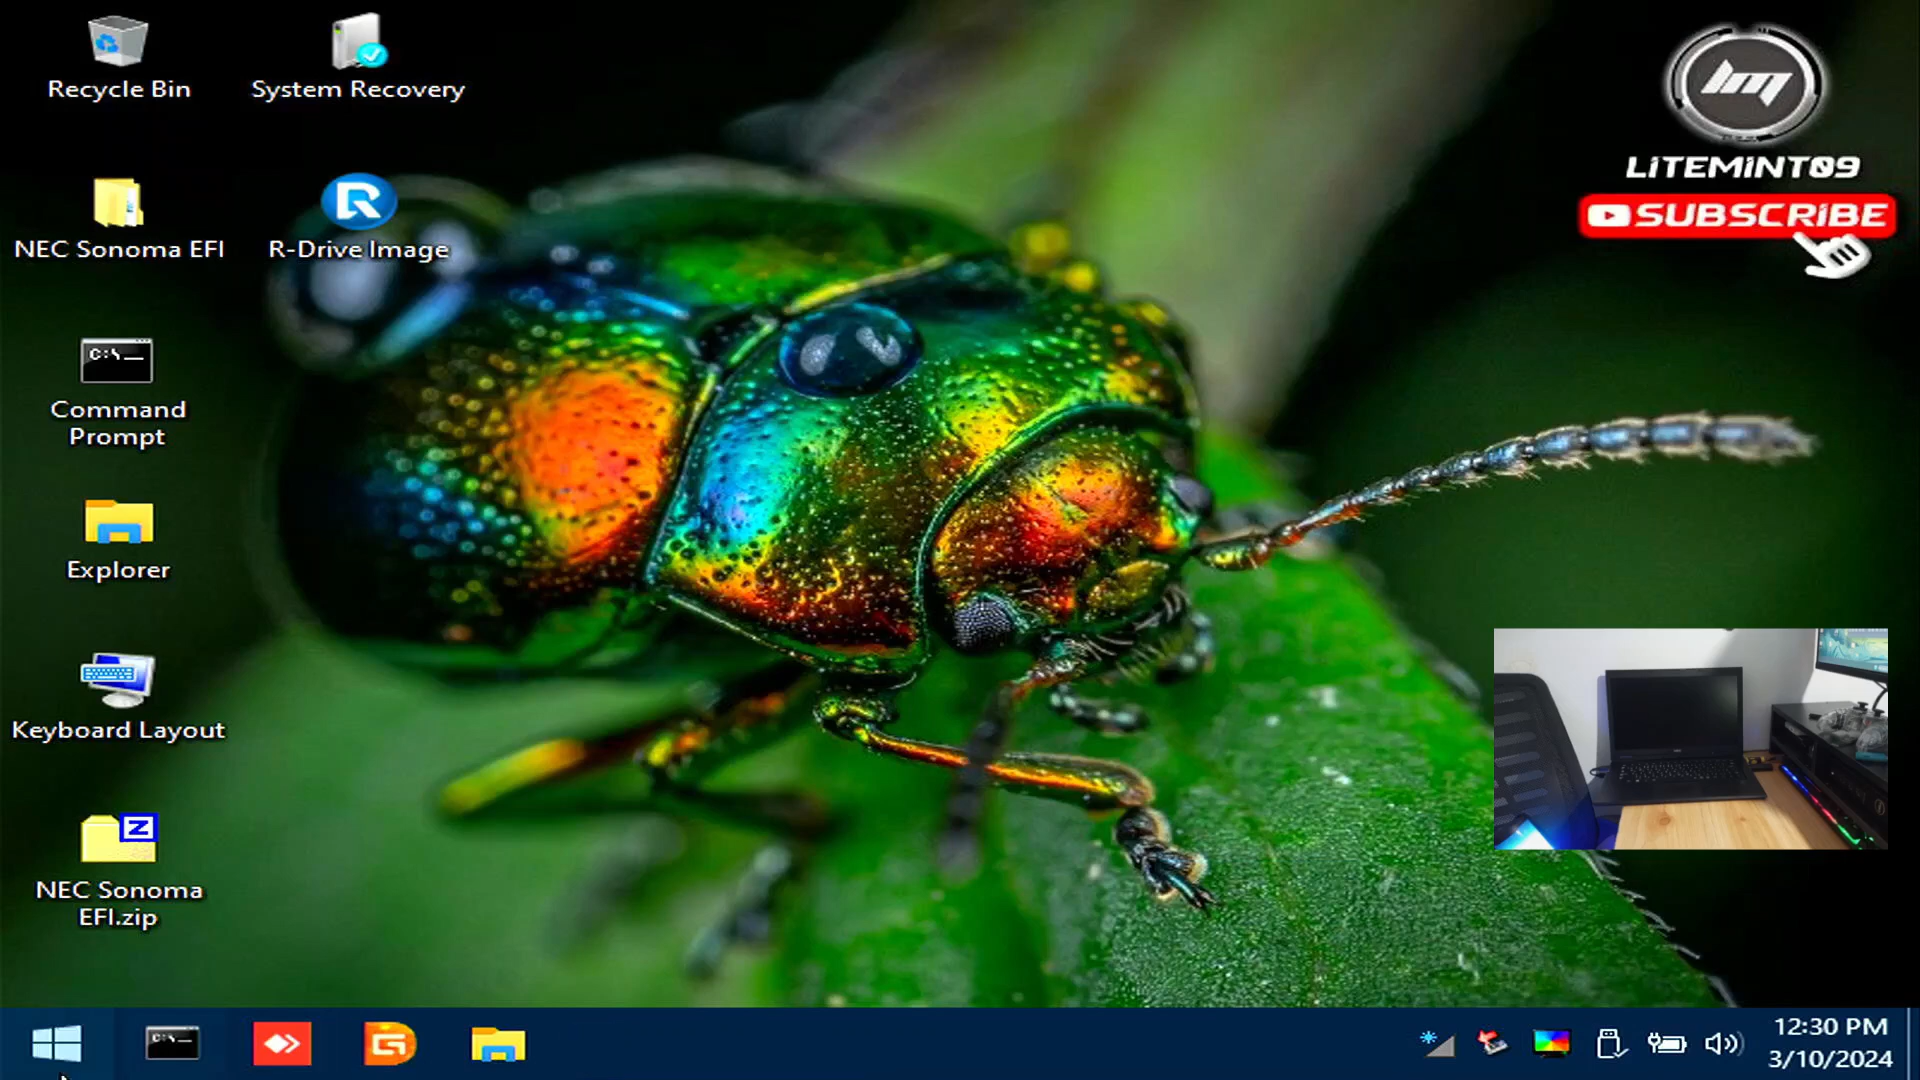 Recycle Bin
System Recovery
NEC Sonoma EFI
R-Drive Image
C:\_
Command
Prompt
Explorer
Keyboard Layout
NEC Sonoma
EFI.zip
LiTEMiNT09
SUBSCRiBE
12:30 PM
3/10/2024